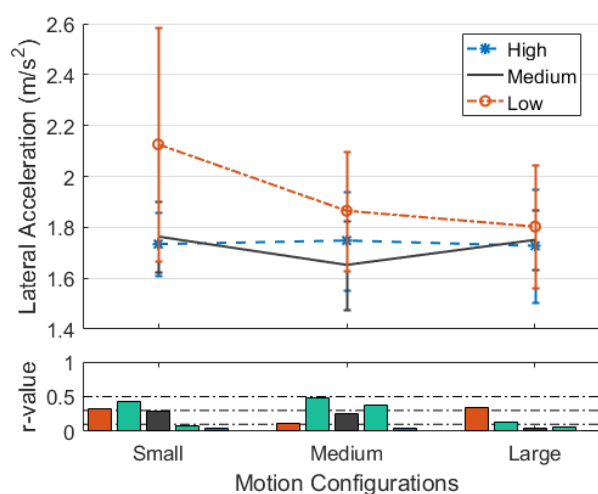 2.6
2.4
2.2
2
1.8
1.6
1.4
Lateral Acceleration (m/s²)
High
Medium
Low
1
0.5
0
r-value
Small Medium Large
Motion Configurations